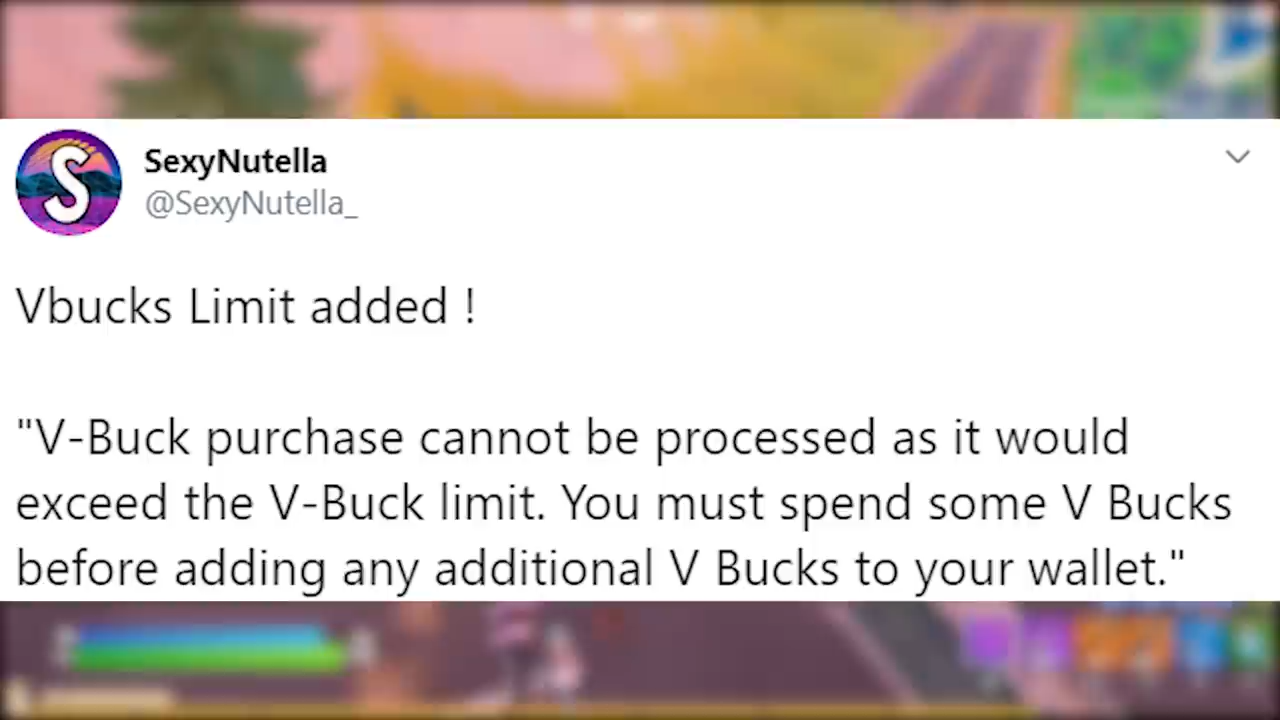 S
SexyNutella
@SexyNutella_
Vbucks Limit added !
"V-Buck purchase cannot be processed as it would
exceed the V-Buck limit. You must spend some V Bucks
before adding any additional V Bucks to your wallet."